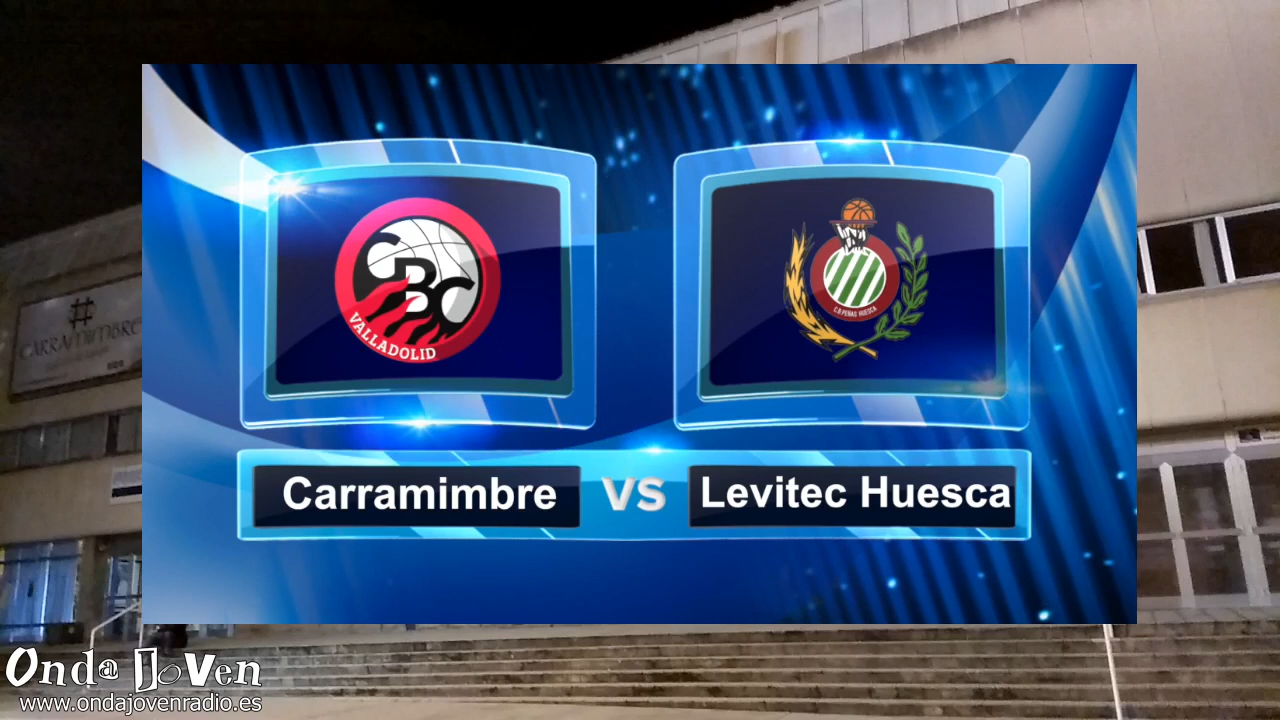 #
CARRAMIMBRE
CBC
VALLADOLID
C.B. PEÑAS HUESCA
Carramimbre
VS
Levitec Huesca
Onda JoVen
www.ondajovenradio.es